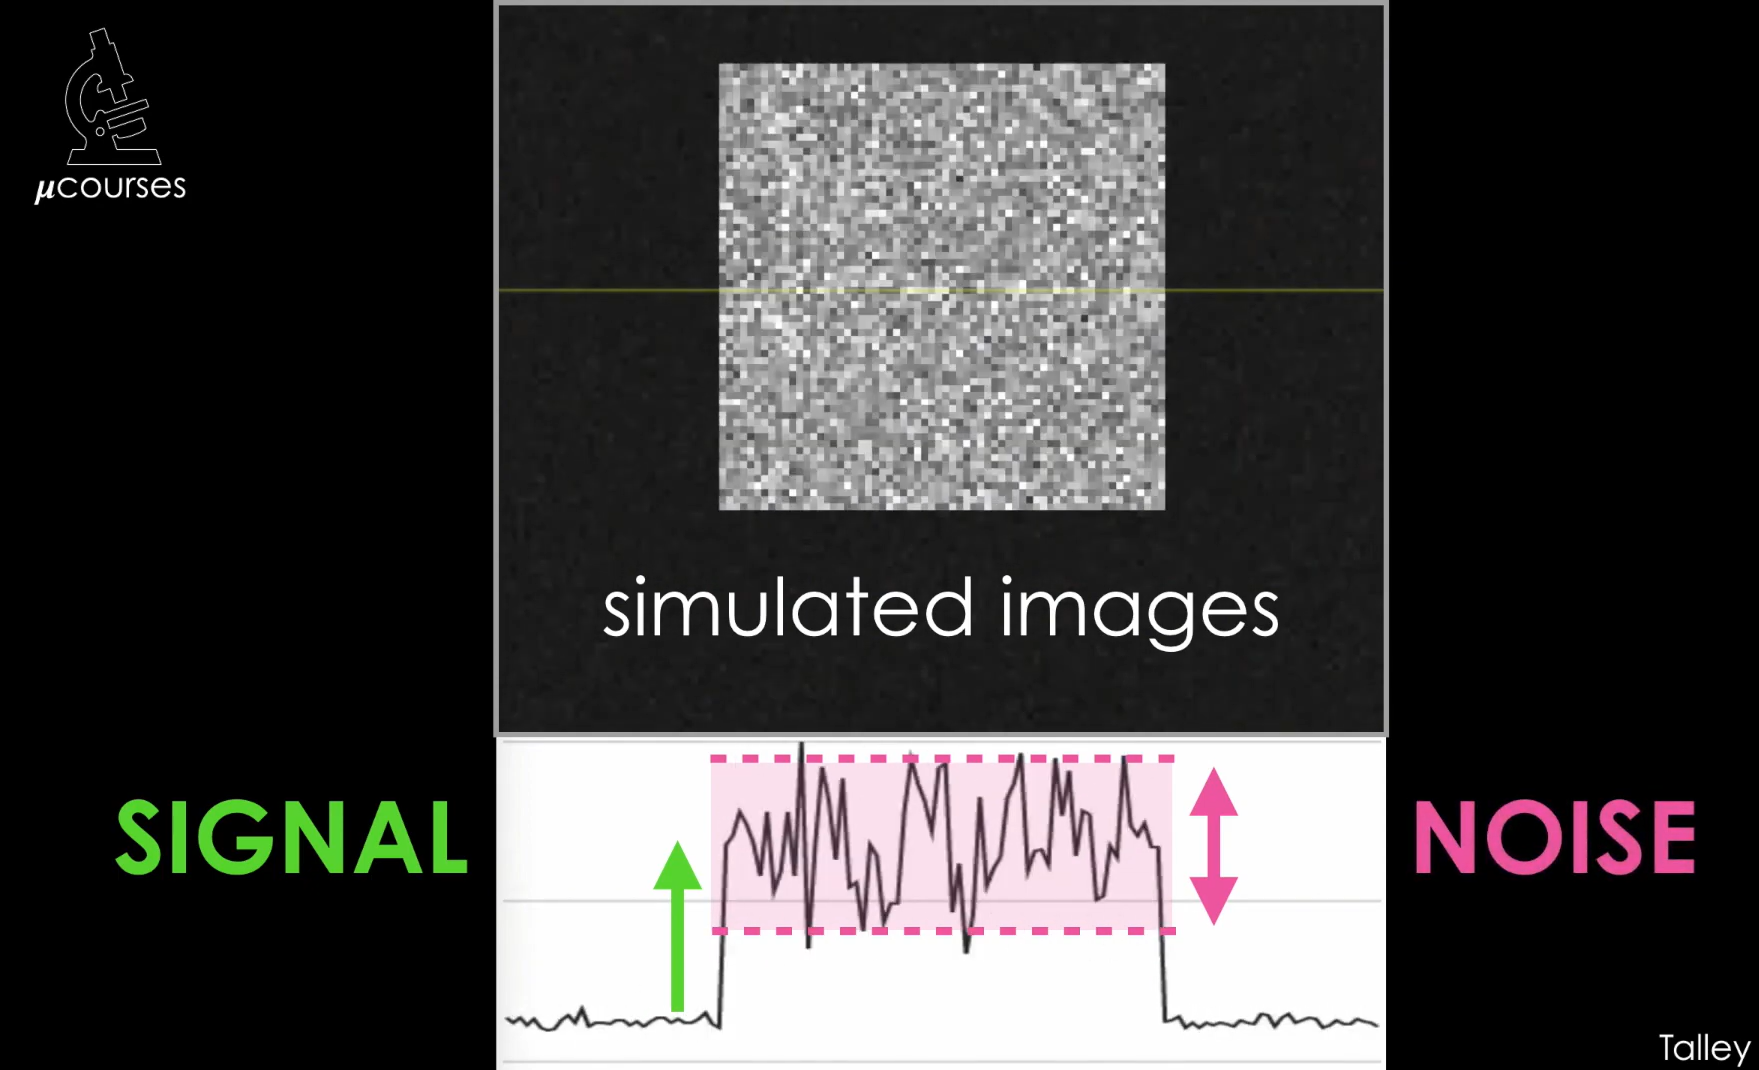 μcourses
simulated images
SIGNAL
NOISE
Talley